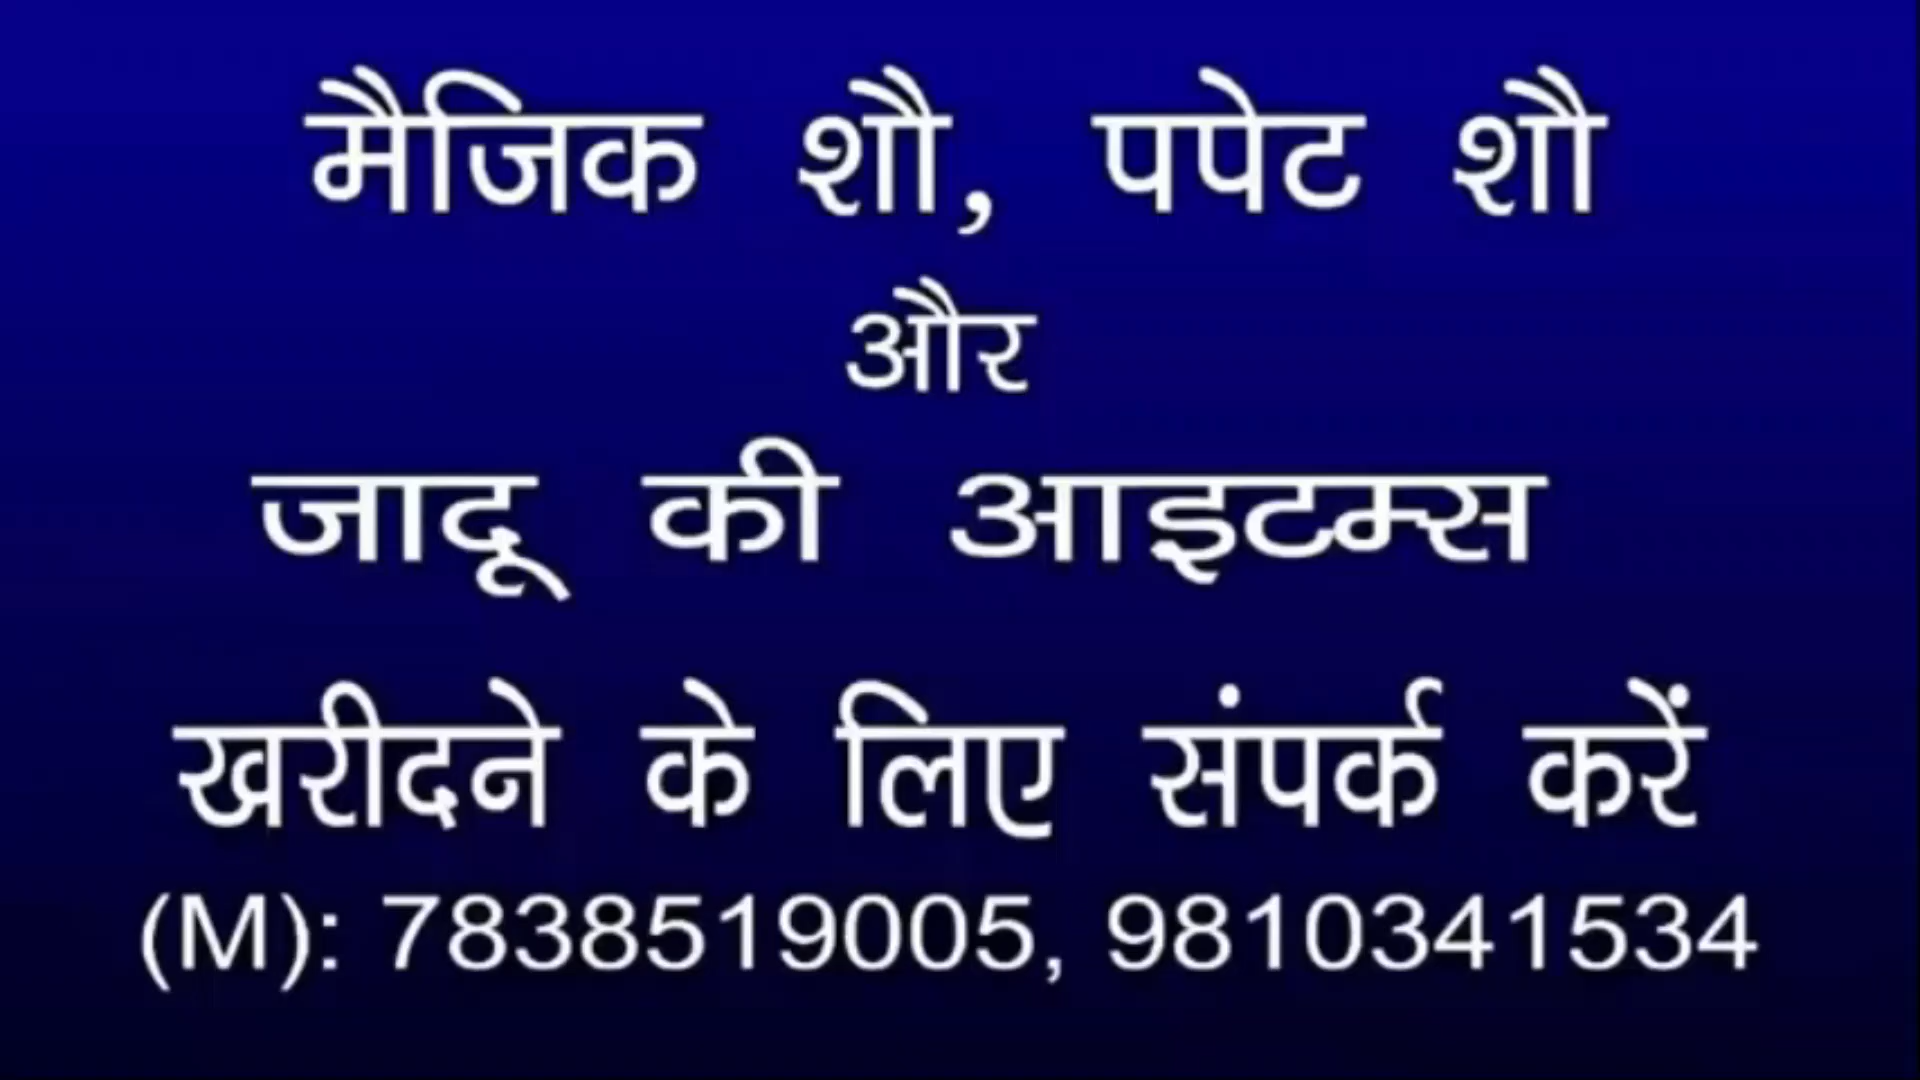 मैजिक शौ, पपेट शौ
और
जादू की आइटम्स
खरीदने के लिए संपर्क करें
(M): 7838519005, 9810341534